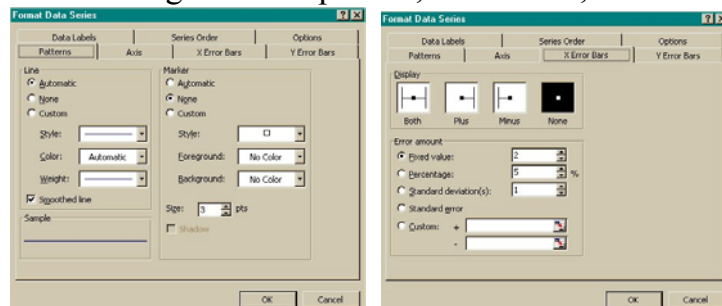 Format Data Series
Data Labels Series Order Options
Patterns Axis X Error Bars Y Error Bars
Line
Automatic
None
Custom
Style:
Color: Automatic
Weight:
Smoothed line
Sample
Marker
Automatic
None
Custom
Style:
Foreground: No Color
Background: No Color
Size: 3 pts
Shadow
OK Cancel
Format Data Series
Data Labels Series Order Options
Patterns Axis X Error Bars Y Error Bars
Display
Both Plus Minus None
Error amount
Fixed value: 2
Percentage: 5 %
Standard deviation(s): 1
Standard error
Custom: +
-
OK Cancel